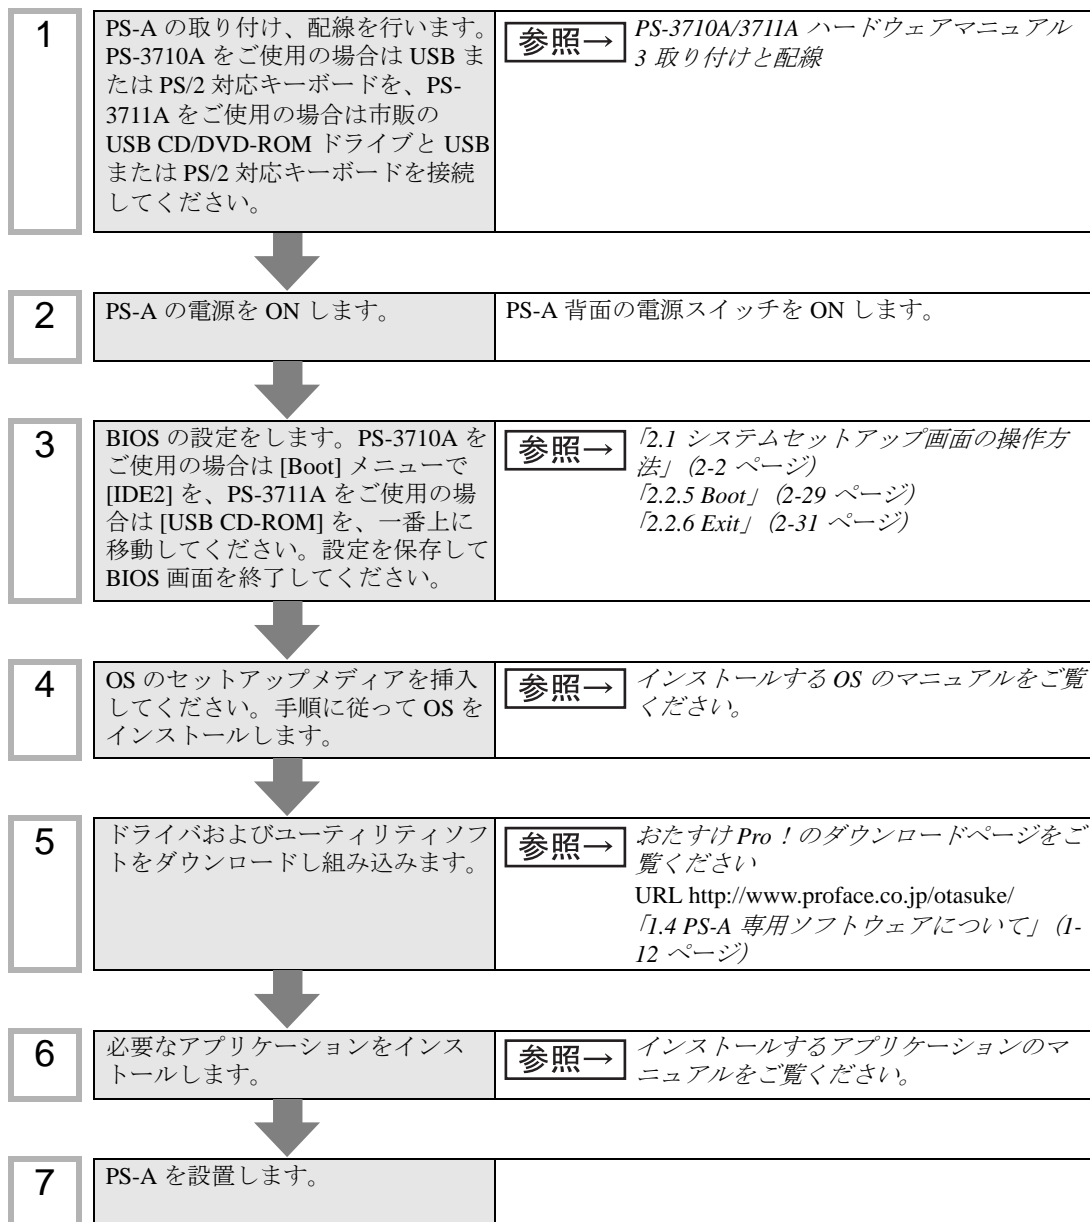 1
PS-A の取り付け、配線を行います。
PS-3710A をご使用の場合は USB ま
たは PS/2 対応キーボードを、PS-
3711A をご使用の場合は市販の
USB CD/DVD-ROM ドライブと USB
または PS/2 対応キーボードを接続
してください。
参照→
PS-3710A/3711A ハードウェアマニュアル
3 取り付けと配線
2
PS-A の電源を ON します。
PS-A 背面の電源スイッチを ON します。
3
BIOS の設定をします。PS-3710A を
ご使用の場合は [Boot] メニューで
[IDE2] を、PS-3711A をご使用の場
合は [USB CD-ROM] を、一番上に
移動してください。設定を保存して
BIOS 画面を終了してください。
参照→
「2.1 システムセットアップ画面の操作方
法」(2-2 ページ)
「2.2.5 Boot」(2-29 ページ)
「2.2.6 Exit」(2-31 ページ)
4
OS のセットアップメディアを挿入
してください。手順に従って OS を
インストールします。
参照→
インストールする OS のマニュアルをご覧
ください。
5
ドライバおよびユーティリティソフ
トをダウンロードし組み込みます。
参照→
おたすけ Pro！のダウンロードページをご
覧ください
URL http://www.proface.co.jp/otasuke/
「1.4 PS-A 専用ソフトウェアについて」(1-
12 ページ)
6
必要なアプリケーションをインス
トールします。
参照→
インストールするアプリケーションのマ
ニュアルをご覧ください。
7
PS-A を設置します。